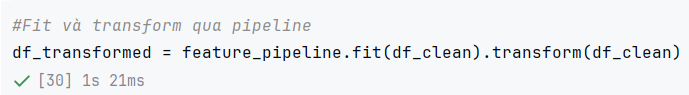 #Fit và transform qua pipeline
df_transformed = feature_pipeline.fit(df_clean).transform(df_clean)
✓ [30] 1s 21ms